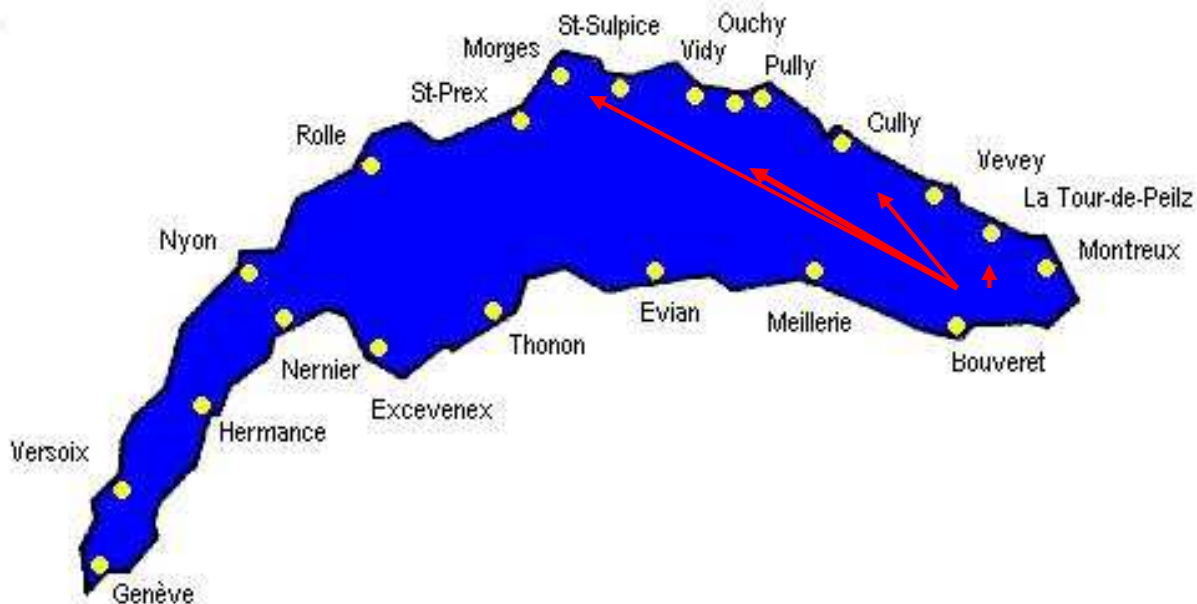 Ouchy
St-Sulpice
Vidy
Morges
Pully
St-Prex
Cully
Rolle
Vevey
La Tour-de-Peilz
Nyon
Montreux
Evian
Meillerie
Thonon
Bouveret
Nernier
Excevenex
Hermance
Versoix
Genève